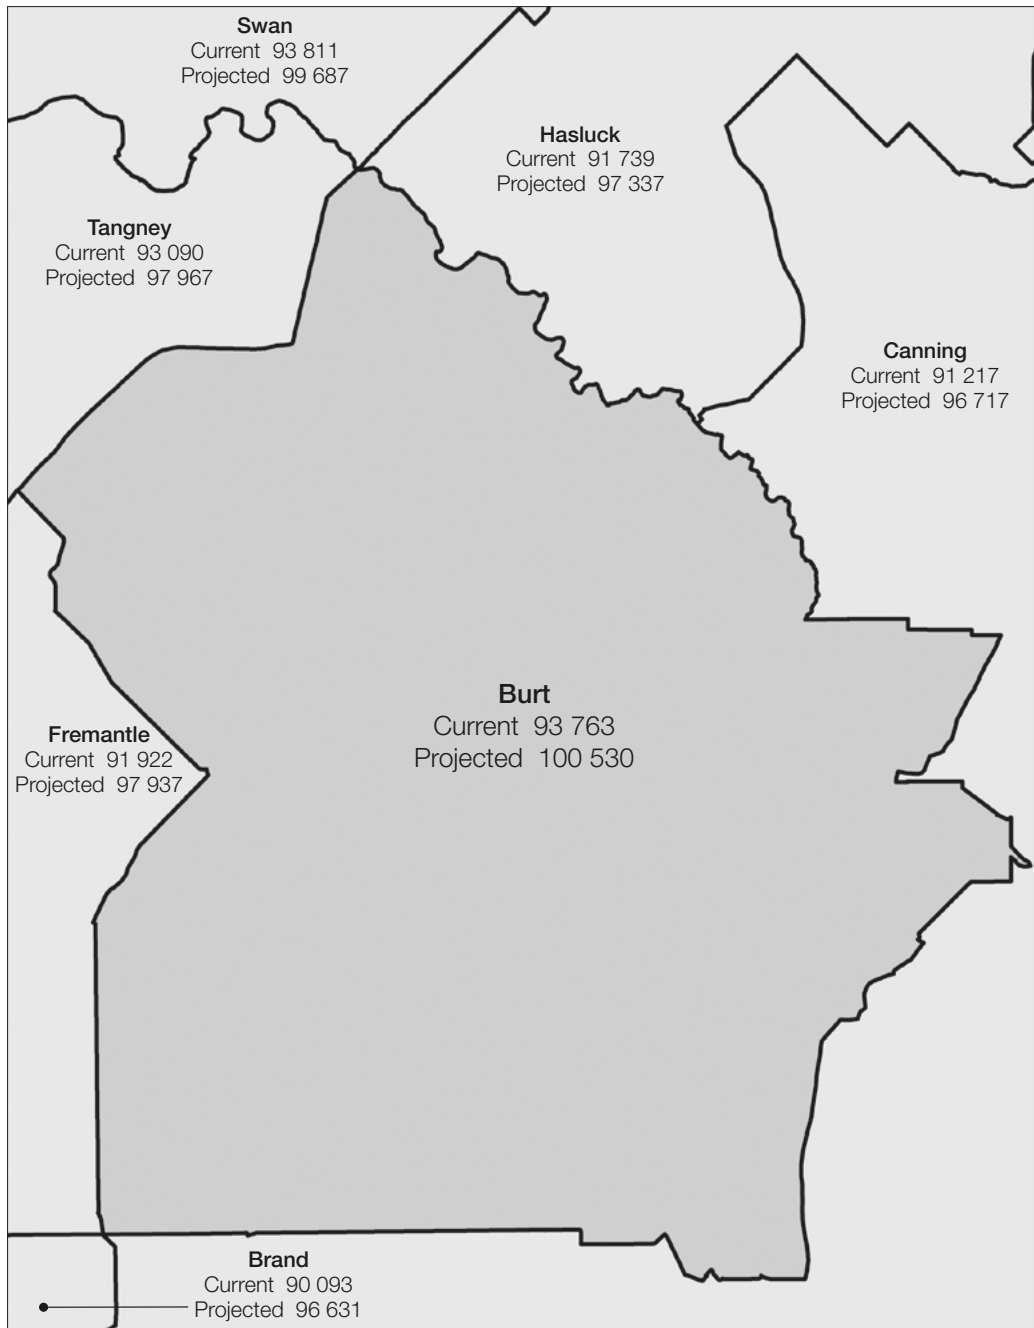 Swan
Current 93 811
Projected 99 687
Hasluck
Current 91 739
Projected 97 337
Tangney
Current 93 090
Projected 97 967
Canning
Current 91 217
Projected 96 717
Burt
Current 93 763
Projected 100 530
Fremantle
Current 91 922
Projected 97 937
Brand
Current 90 093
Projected 96 631